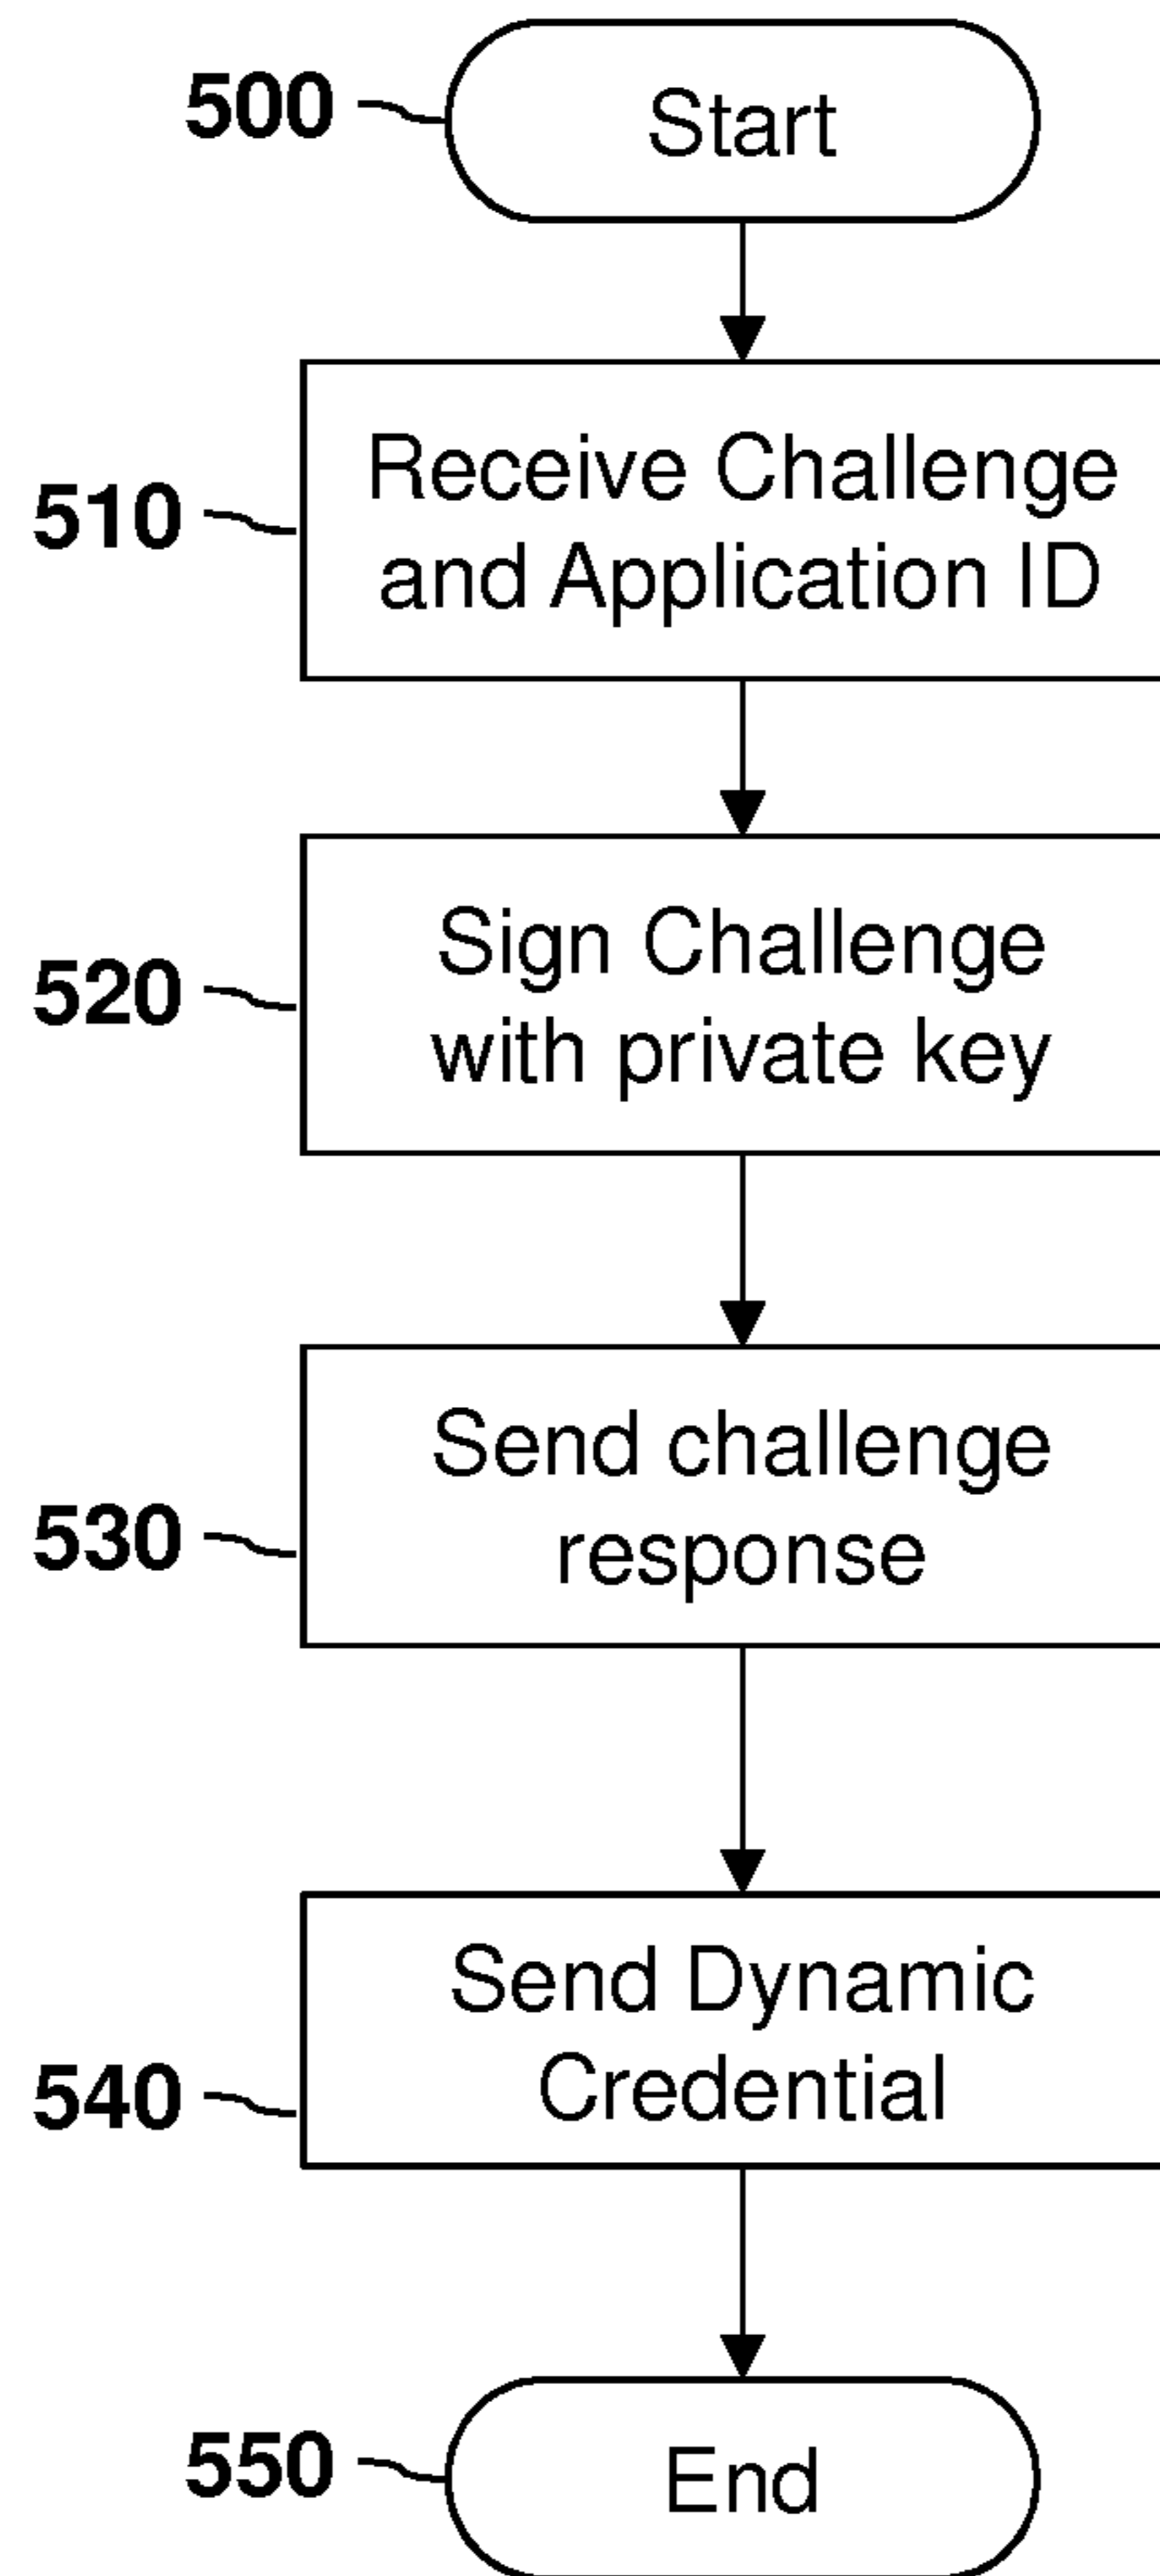 500
Start
510
Receive Challenge
and Application ID
520
Sign Challenge
with private key
530
Send challenge
response
540
Send Dynamic
Credential
550
End